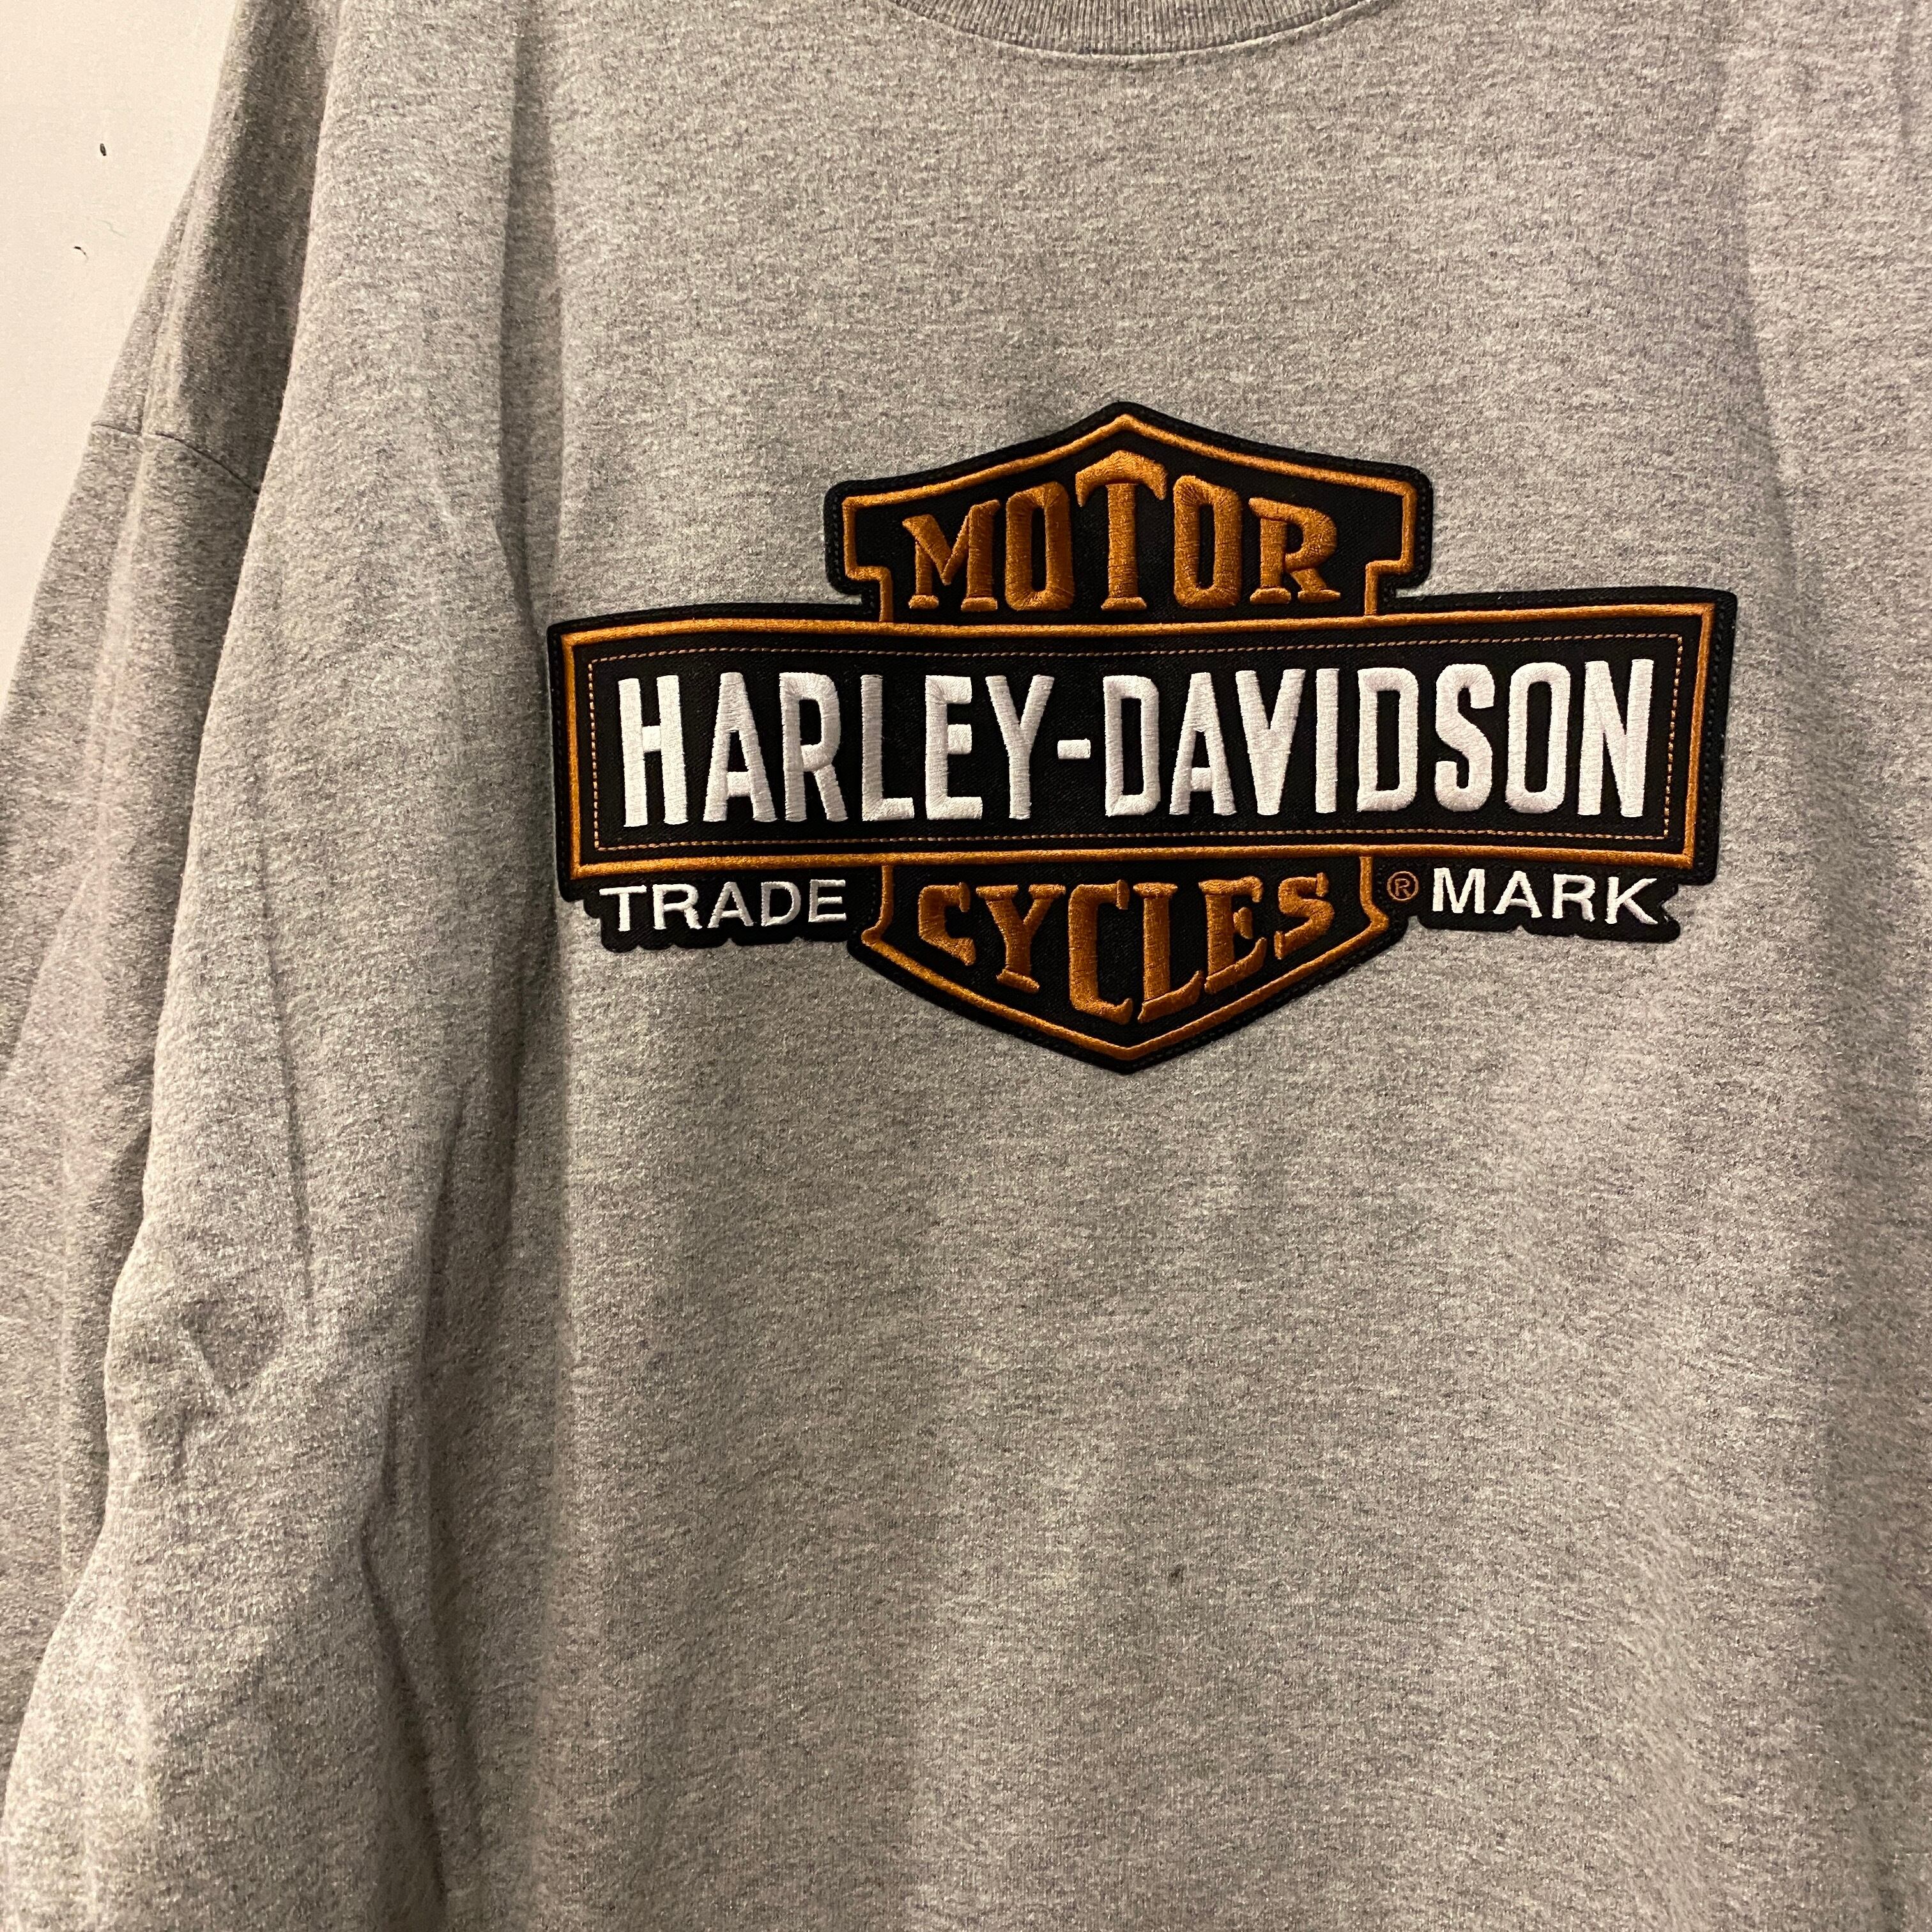 MOTOR
HARLEY-DAVIDSON
TRADE CYCLES ® MARK